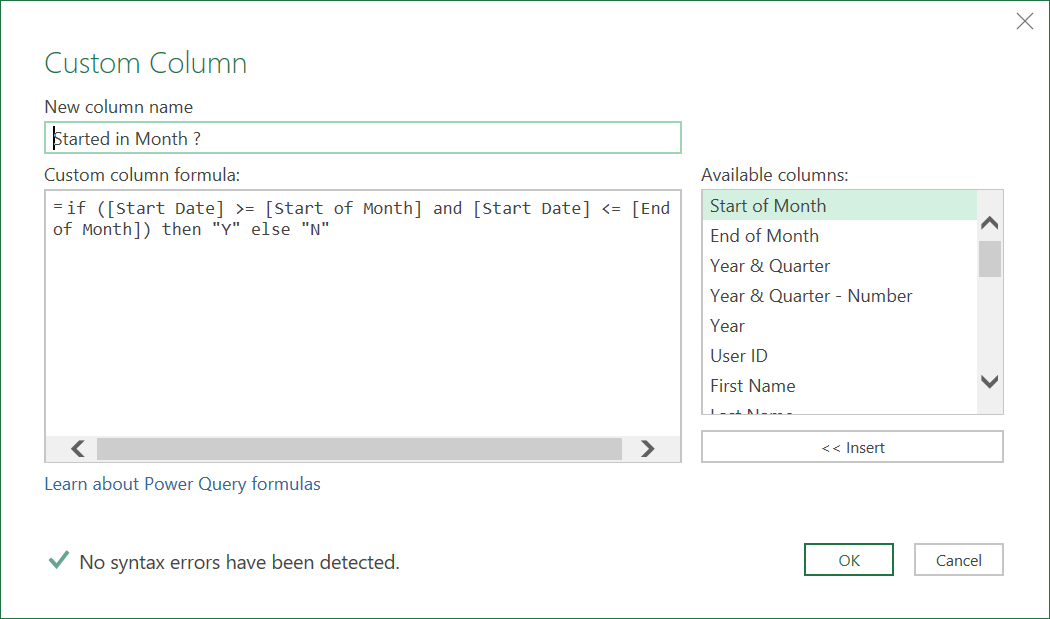 Custom Column
New column name
Started in Month ?
Custom column formula:
=if ([Start Date] >= [Start of Month] and [Start Date] <= [End
of Month]) then "Y" else "N"
Available columns:
Start of Month
End of Month
Year & Quarter
Year & Quarter - Number
Year
User ID
First Name
Last Name
<< Insert
Learn about Power Query formulas
No syntax errors have been detected.
OK
Cancel